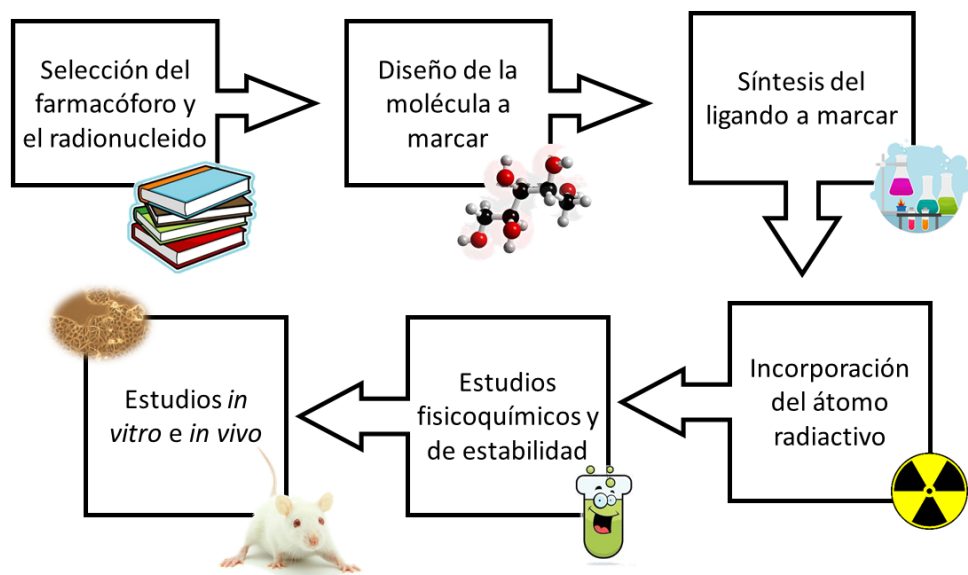 Selección del
farmacóforo y
el radionucleido
Diseño de la
molécula a
marcar
Síntesis del
ligando a marcar
Incorporación
del átomo
radiactivo
Estudios
fisicoquímicos y
de estabilidad
Estudios in
vitro e in vivo